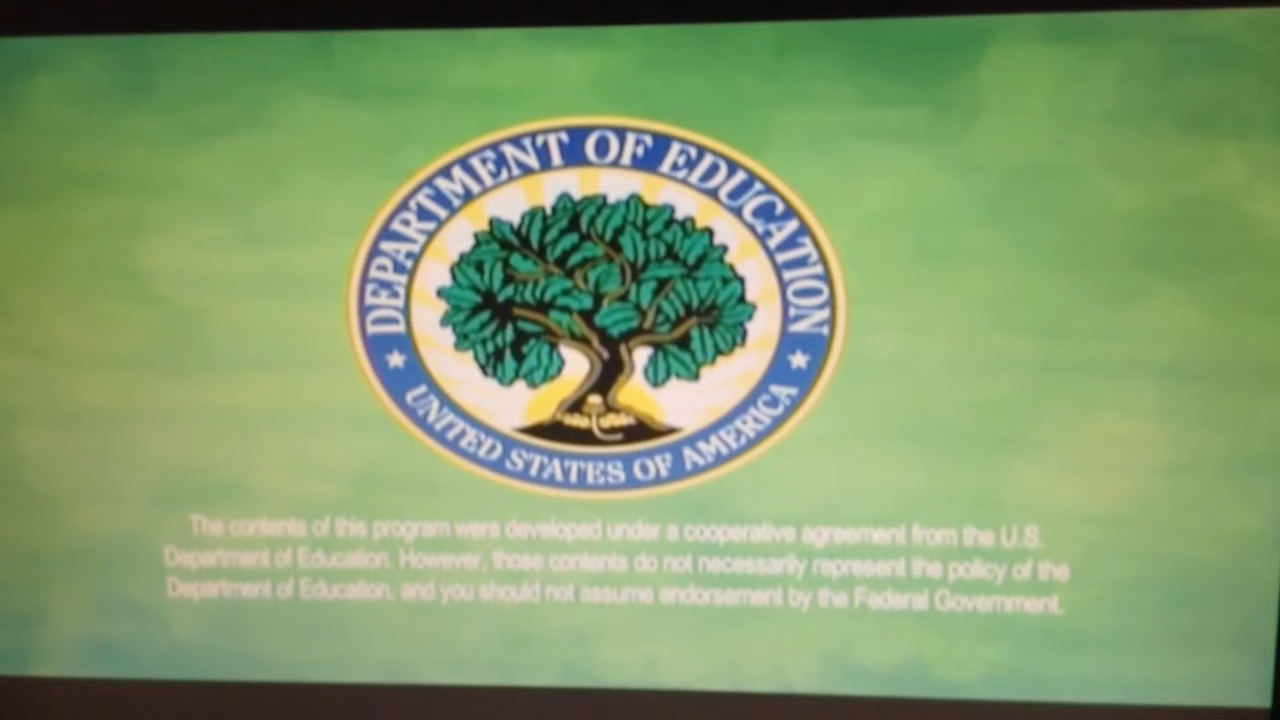 DEPARTMENT OF EDUCATION
UNITED STATES OF AMERICA
The contents of this program were developed under a cooperative agreement from the U.S.
Department of Education. However, those contents do not necessarily represent the policy of the
Department of Education, and you should not assume endorsement by the Federal Government.